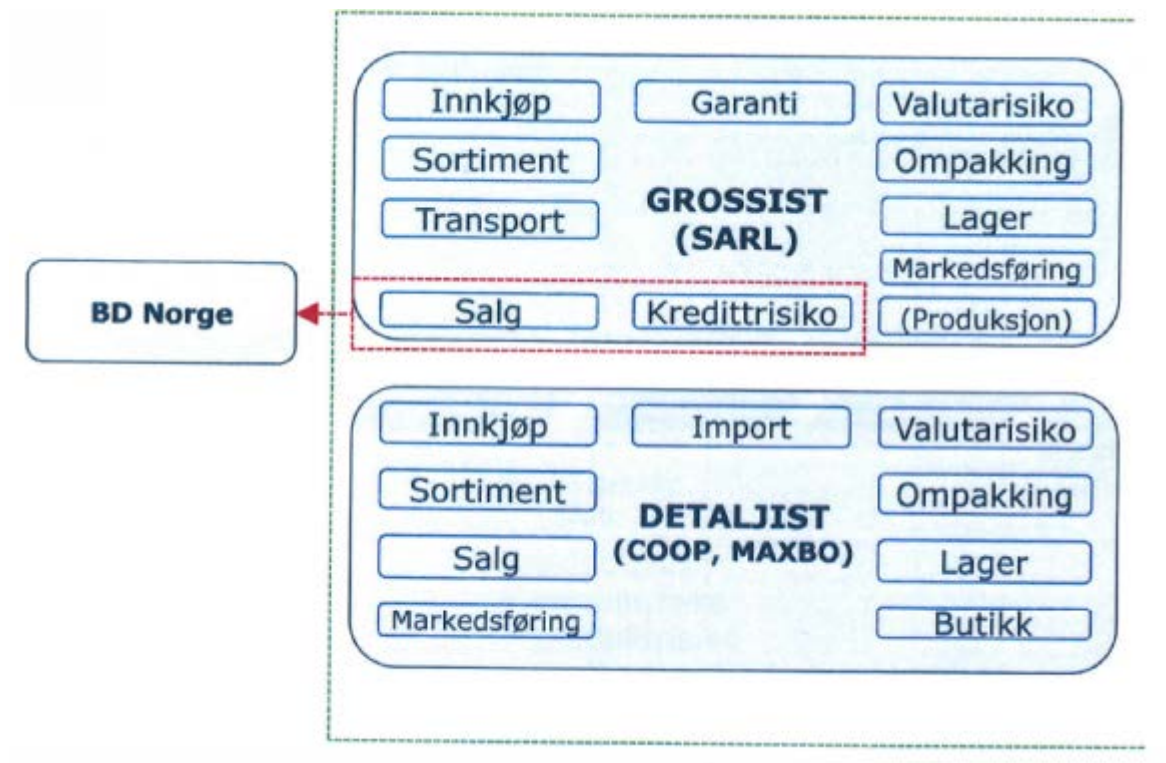 Innkjøp
Garanti
Valutarisiko
Sortiment
Ompakking
Transport
GROSSIST
(SARL)
Lager
Markedsføring
BD Norge
Salg
Kredittrisiko
(Produksjon)
Innkjøp
Import
Valutarisiko
Sortiment
Ompakking
DETALJIST
(COOP, MAXBO)
Salg
Lager
Markedsføring
Butikk